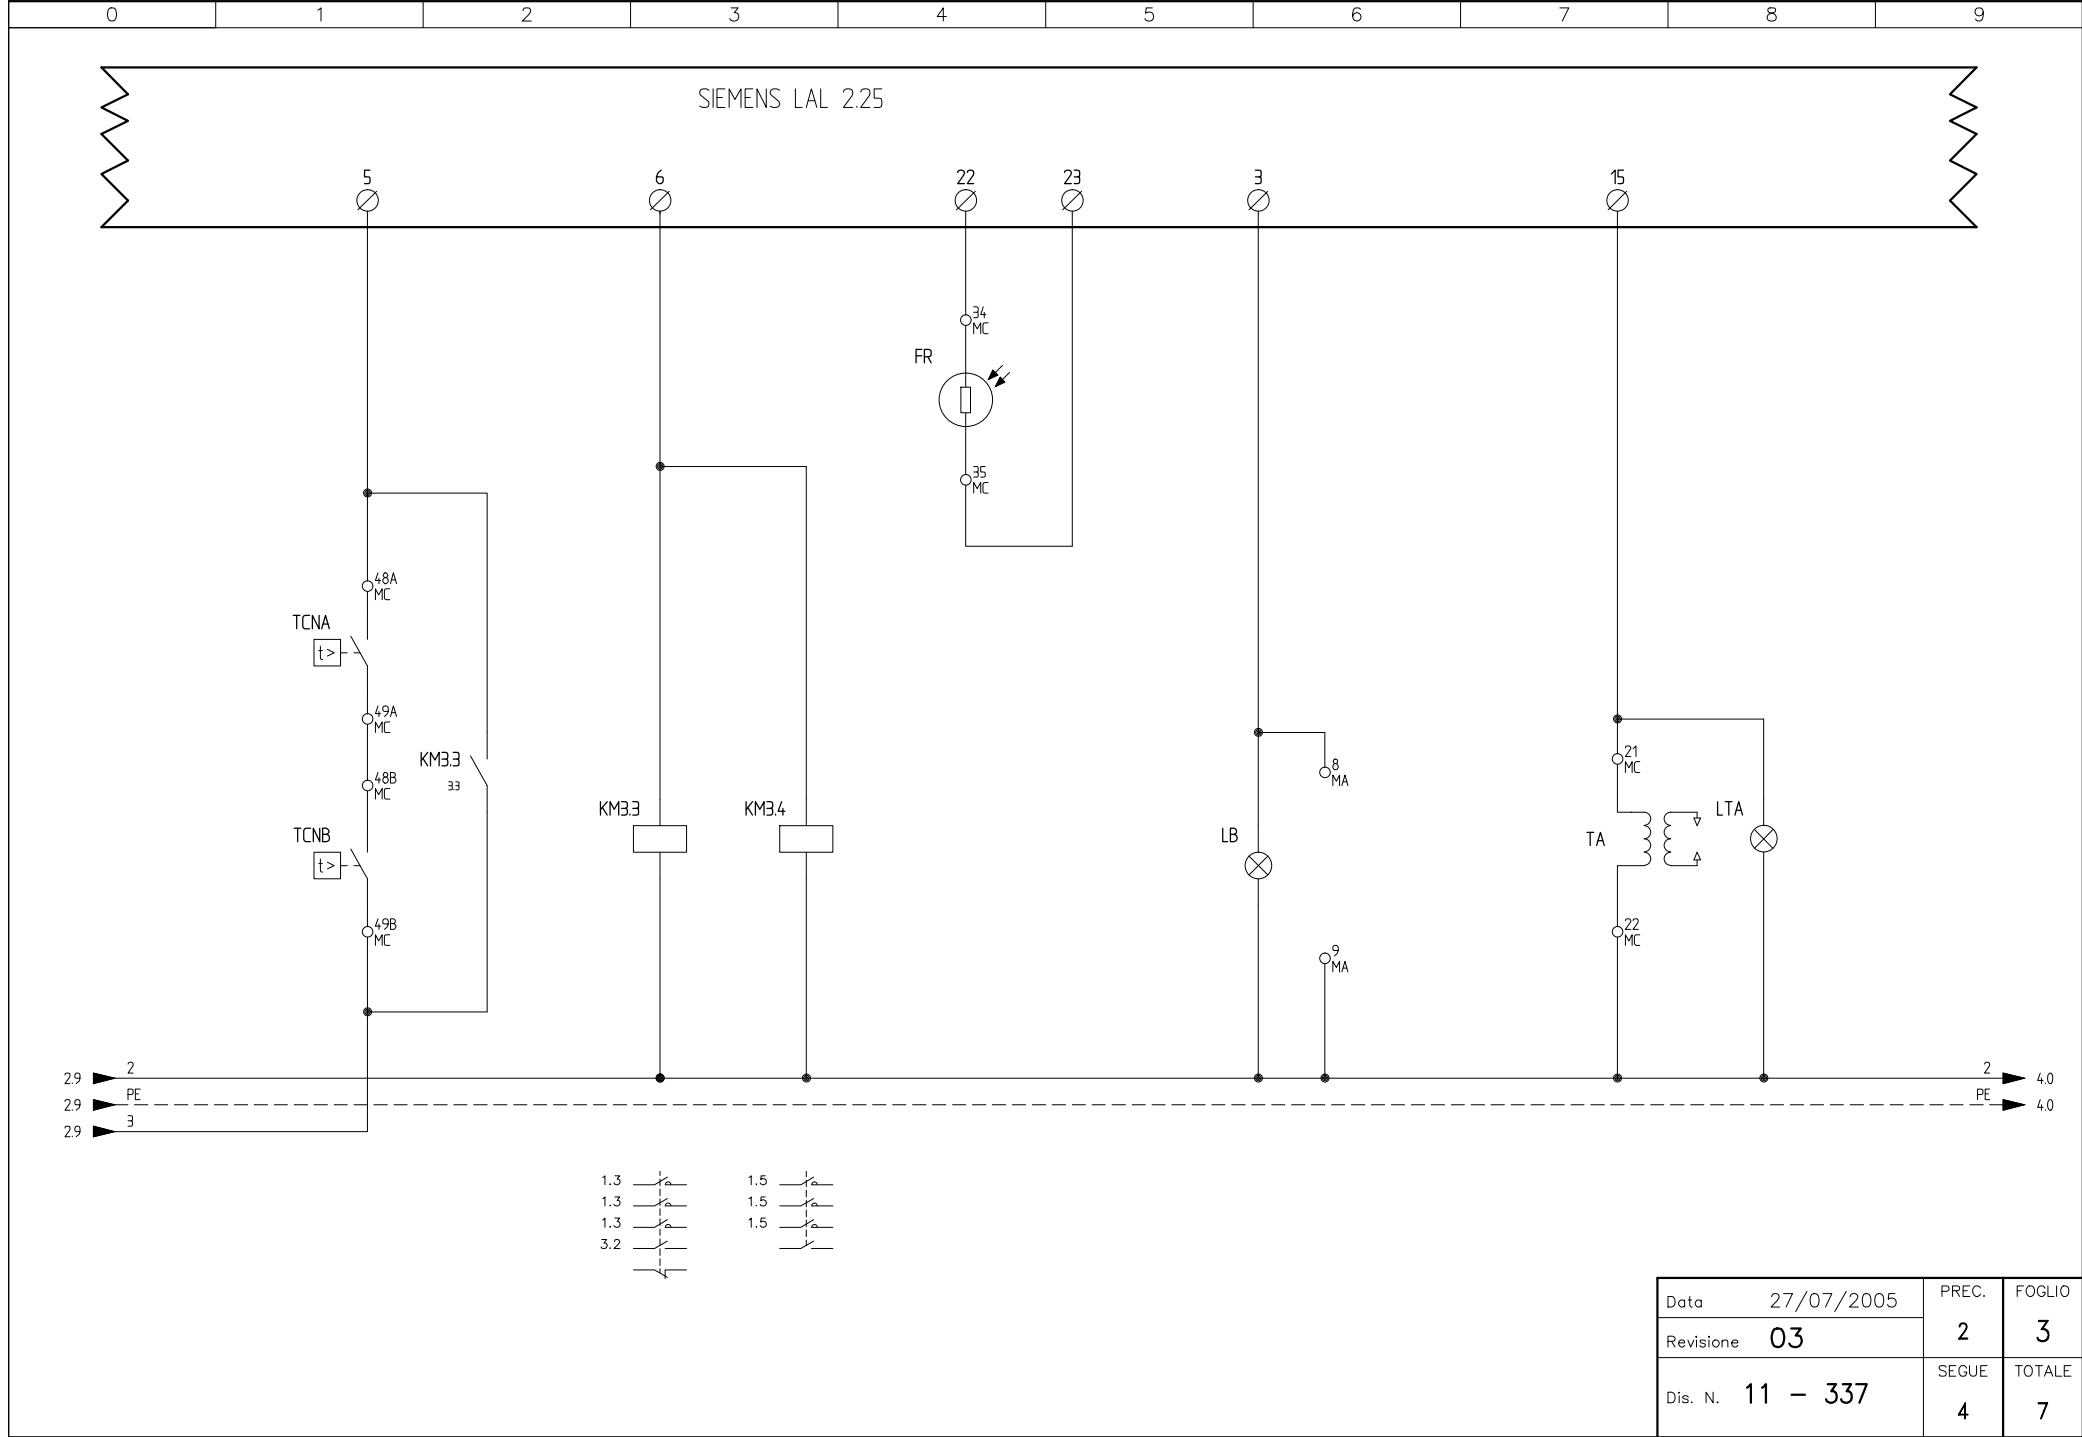 0 1 2 3 4 5 6 7 8 9
SIEMENS LAL 2.25
5 6 22 23 3 15
34
MC
FR
35
MC
48A
MC
TCNA
t>
49A
MC
KM3.3
3.3
48B
MC
TCNB
t>
49B
MC
KM3.3
KM3.4
8
MA
LB
9
MA
21
MC
TA
LTA
22
MC
2.9 2 2 4.0
2.9 PE PE 4.0
2.9 3
1.3 1.5
1.3 1.5
1.3 1.5
3.2
Data 27/07/2005
Revisione 03
Dis. N. 11 - 337
PREC.
2
FOGLIO
3
SEGUE
4
TOTALE
7